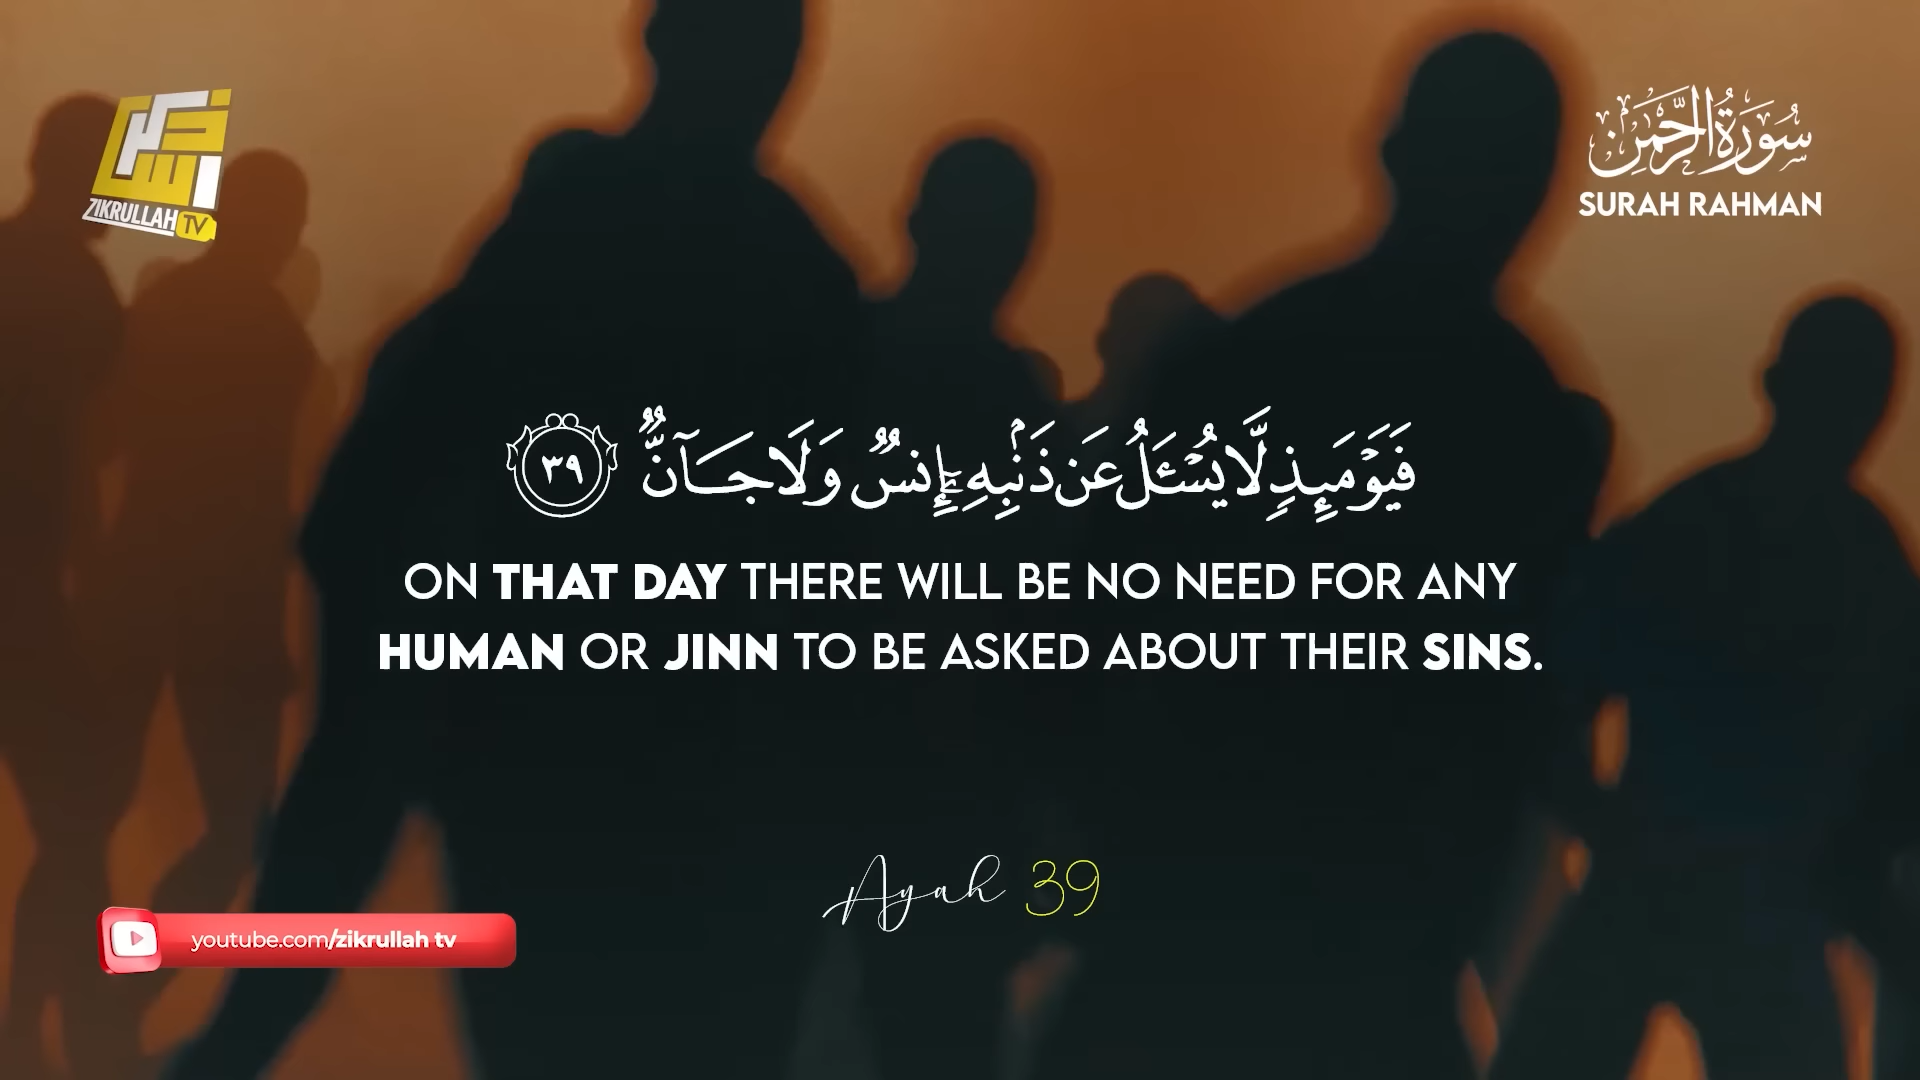 ZIKRULLAH TV
سُورَةُ الرَّحْمَن
SURAH RAHMAN
فَيَوْمَئِذٍ لَّا يُسْـَٔلُ عَن ذَنۢبِهِۦٓ إِنسٌ وَلَا جَآنٌّ ٣٩
ON THAT DAY THERE WILL BE NO NEED FOR ANY
HUMAN OR JINN TO BE ASKED ABOUT THEIR SINS.
Ayah 39
youtube.com/zikrullah tv